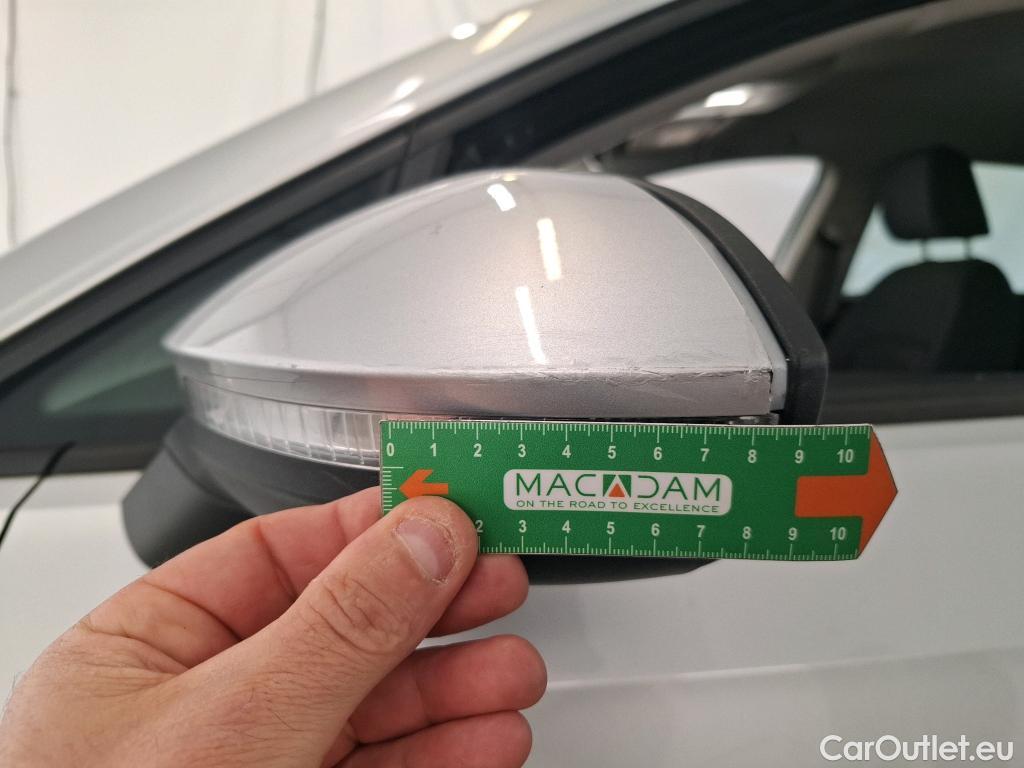 0 1 2 3 4 5 6 7 8 9 10
MACADAM
ON THE ROAD TO EXCELLENCE
2 3 4 5 6 7 8 9 10
CarOutlet.eu